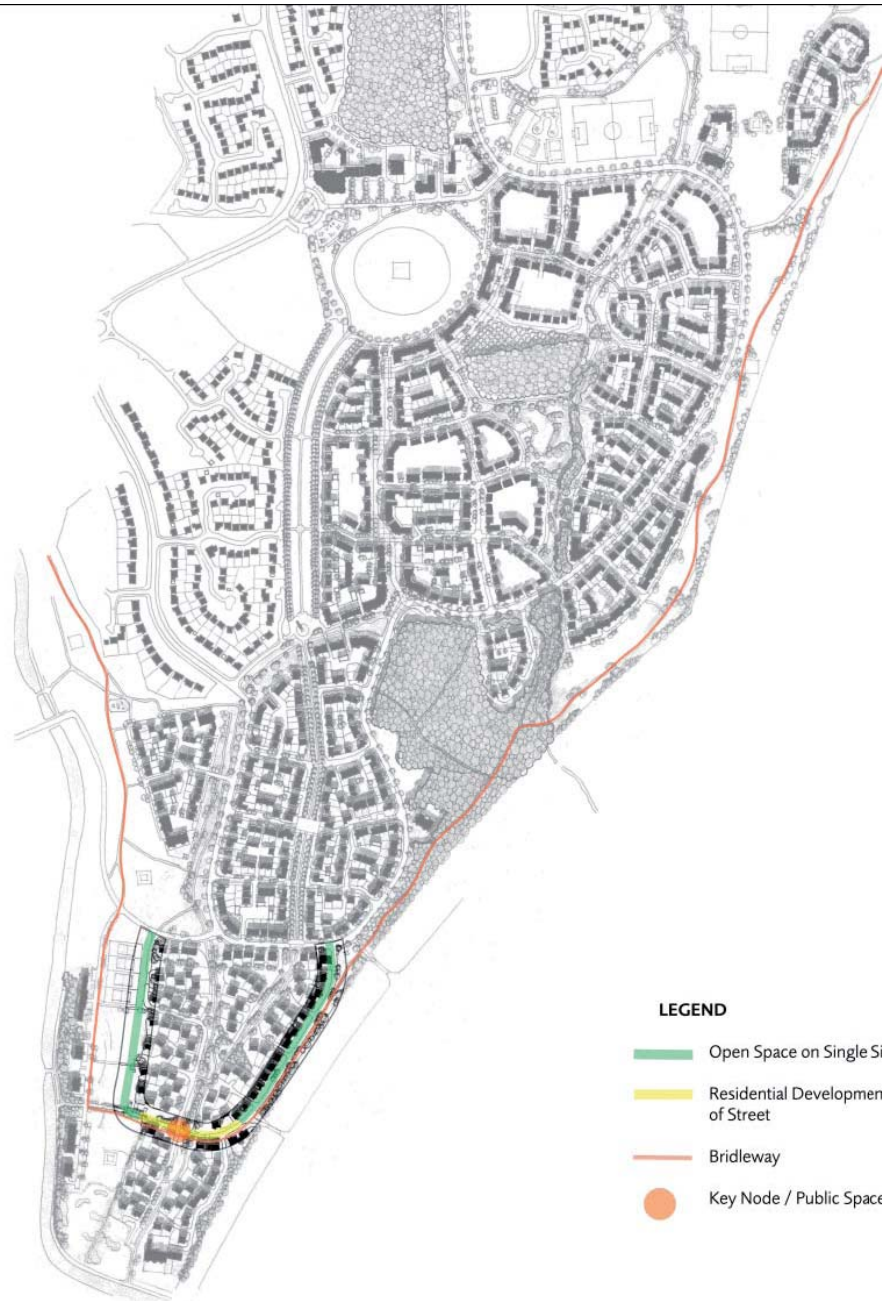 LEGEND
Open Space on Single Si
Residential Developmen
of Street
Bridleway
Key Node / Public Space